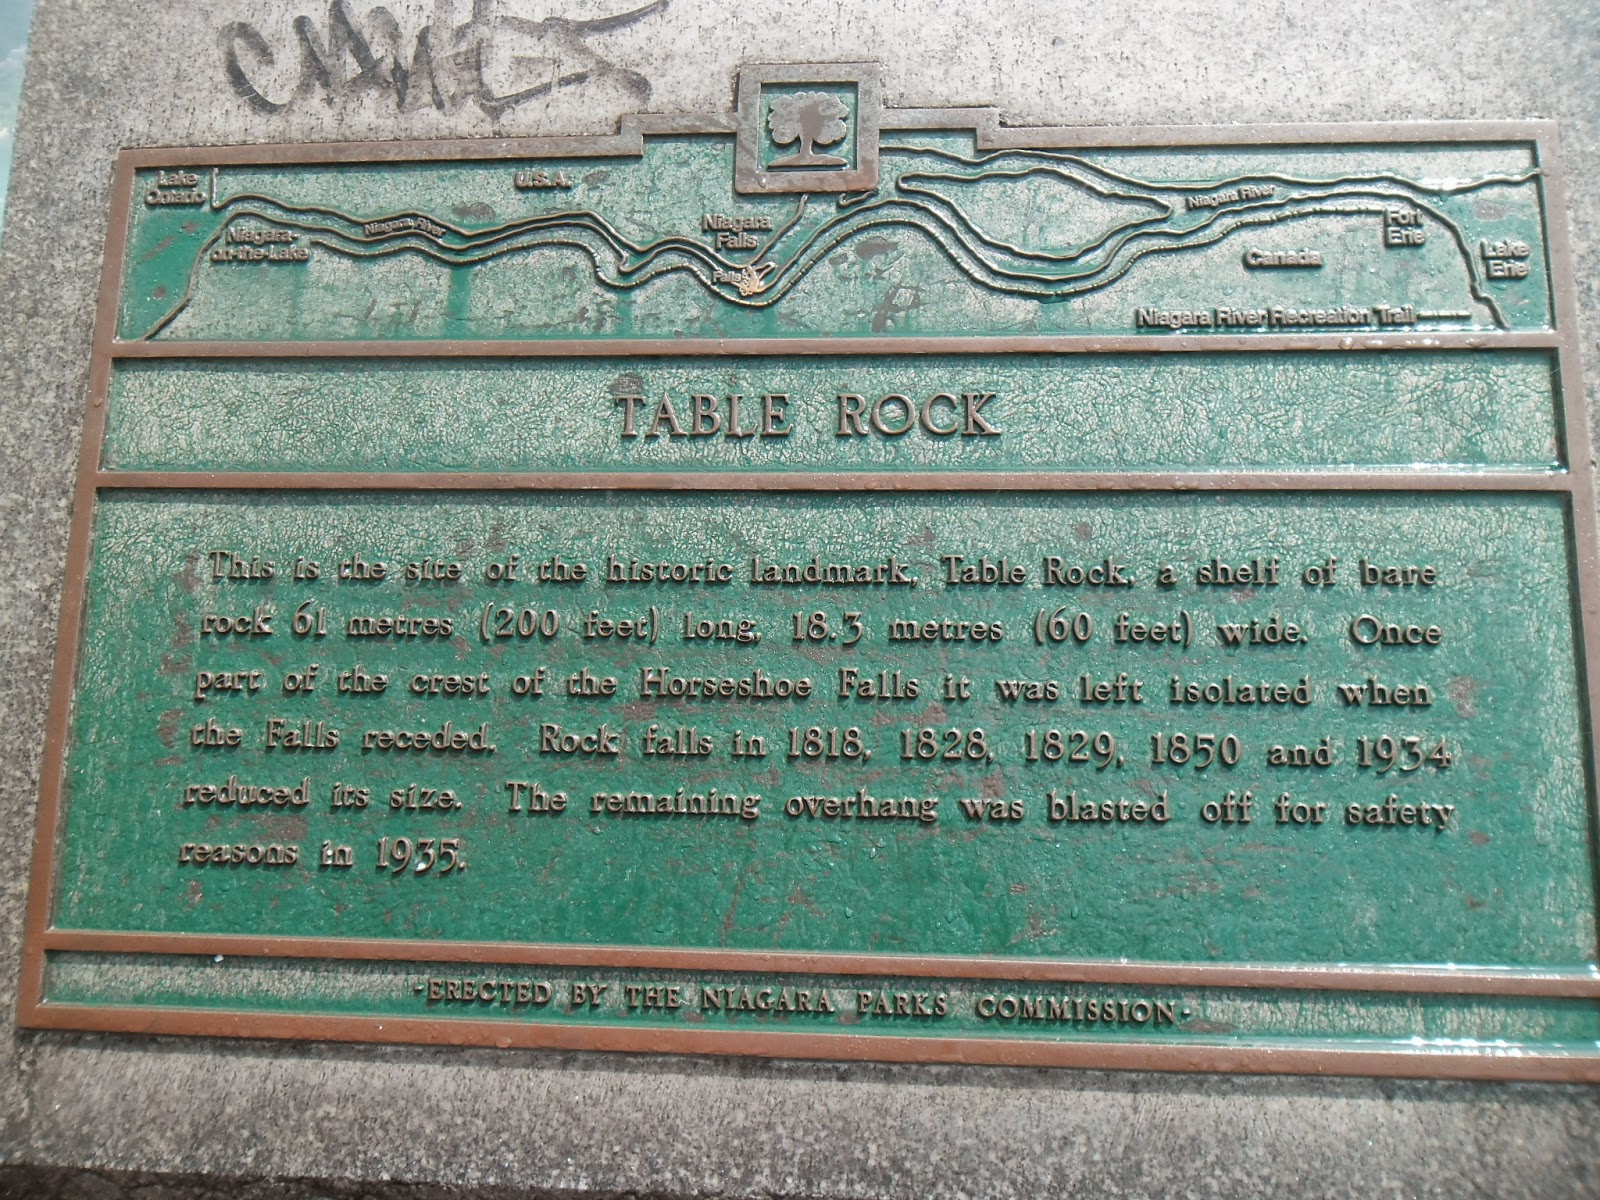 Lake
Ontario
U.S.A.
Niagara River
Niagara
Falls
Niagara River
Niagara-
on-the-Lake
Falls
Fort
Erie
Canada
Lake
Erie
Niagara River Recreation Trail
TABLE ROCK
This is the site of the historic landmark, Table Rock, a shelf of bare
rock 61 metres (200 feet) long, 18.3 metres (60 feet) wide. Once
part of the crest of the Horseshoe Falls it was left isolated when
the Falls receded. Rock falls in 1818, 1828, 1829, 1850 and 1934
reduced its size. The remaining overhang was blasted off for safety
reasons in 1935.
-ERECTED BY THE NIAGARA PARKS COMMISSION-